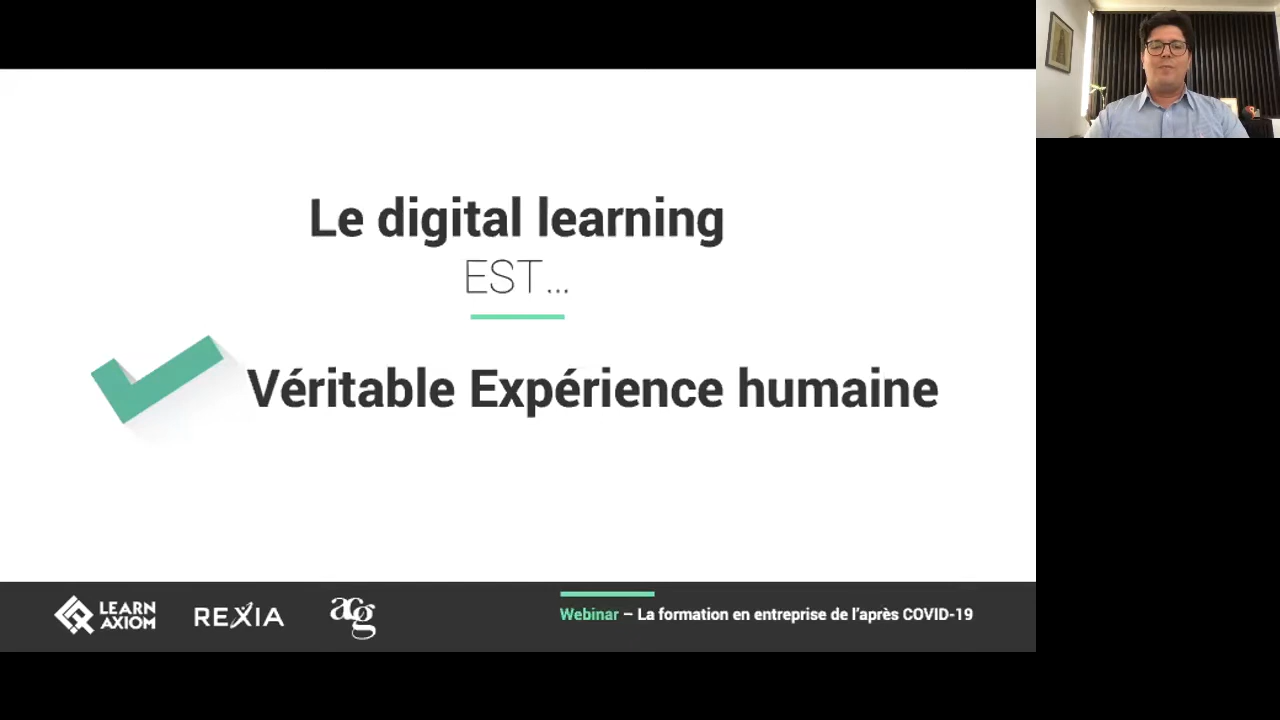 Le digital learning
EST...
Véritable Expérience humaine
LEARN
AXIOM
REXIA
acg
Webinar – La formation en entreprise de l'après COVID-19